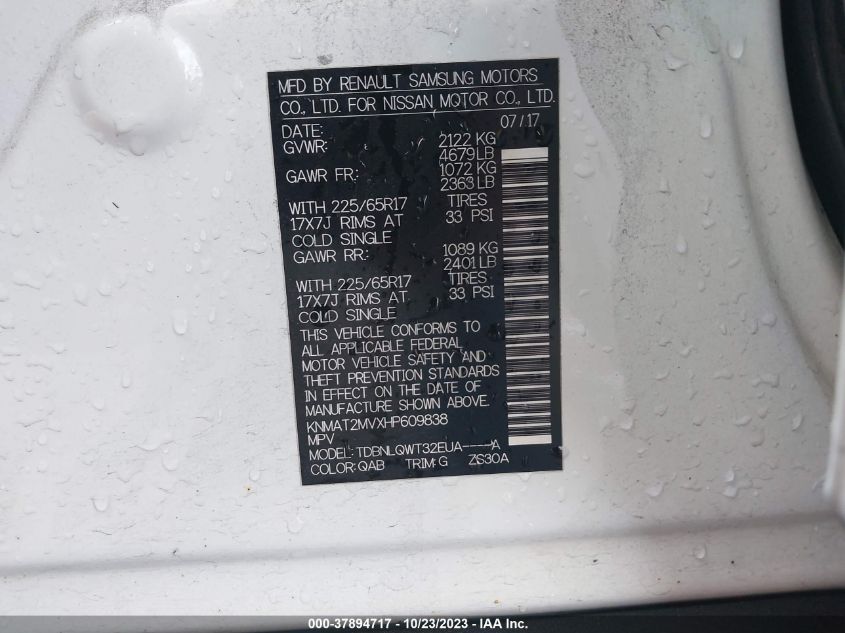 MFD BY RENAULT SAMSUNG MOTORS
CO., LTD. FOR NISSAN MOTOR CO., LTD.
DATE: 07/17
GVWR: 2122 KG
4679 LB
GAWR FR: 1072 KG
2363 LB
WITH 225/65R17 TIRES
17X7J RIMS AT 33 PSI
COLD SINGLE
GAWR RR: 1089 KG
2401 LB
WITH 225/65R17 TIRES
17X7J RIMS AT 33 PSI
COLD SINGLE
THIS VEHICLE CONFORMS TO
ALL APPLICABLE FEDERAL
MOTOR VEHICLE SAFETY AND
THEFT PREVENTION STANDARDS
IN EFFECT ON THE DATE OF
MANUFACTURE SHOWN ABOVE.
KNMAT2MVXHP609838
MPV
MODEL: TDBNLQWT32EUA----A
COLOR: QAB TRIM: G ZS30A
000-37894717 - 10/23/2023 - Copyright © 2023 IAA, Inc.